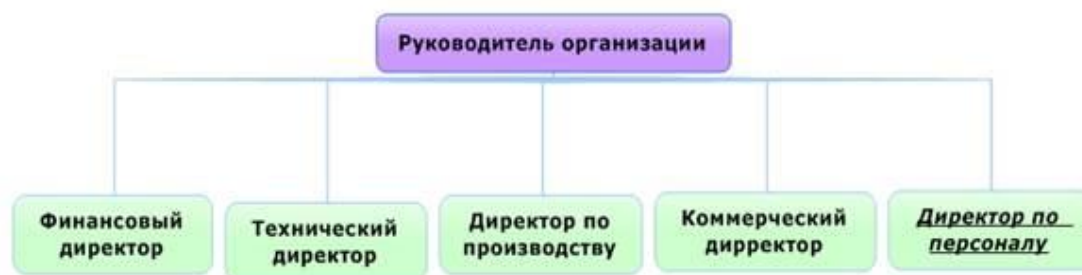 Руководитель организации
Финансовый
директор
Технический
директор
Директор по
производству
Коммерческий
дирректор
Директор по
персоналу